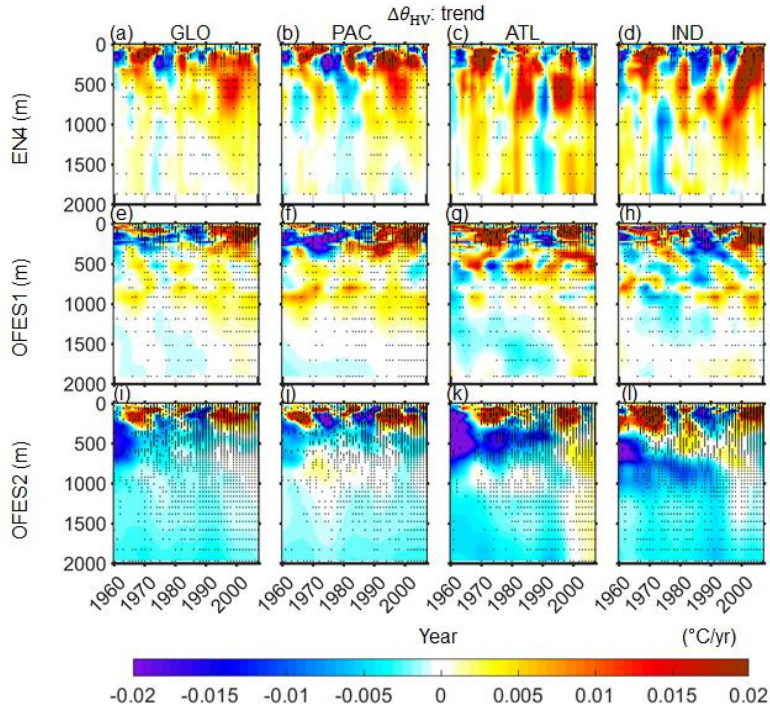 Δθ_HV: trend
(a) GLO (b) PAC (c) ATL (d) IND
EN4 (m)
0
500
1000
1500
2000
(e) (f) (g) (h)
OFES1 (m)
0
500
1000
1500
2000
(i) (j) (k) (l)
OFES2 (m)
0
500
1000
1500
2000
1960 1970 1980 1990 2000 1960 1970 1980 1990 2000 1960 1970 1980 1990 2000 1960 1970 1980 1990 2000
Year (°C/yr)
-0.02 -0.015 -0.01 -0.005 0 0.005 0.01 0.015 0.02